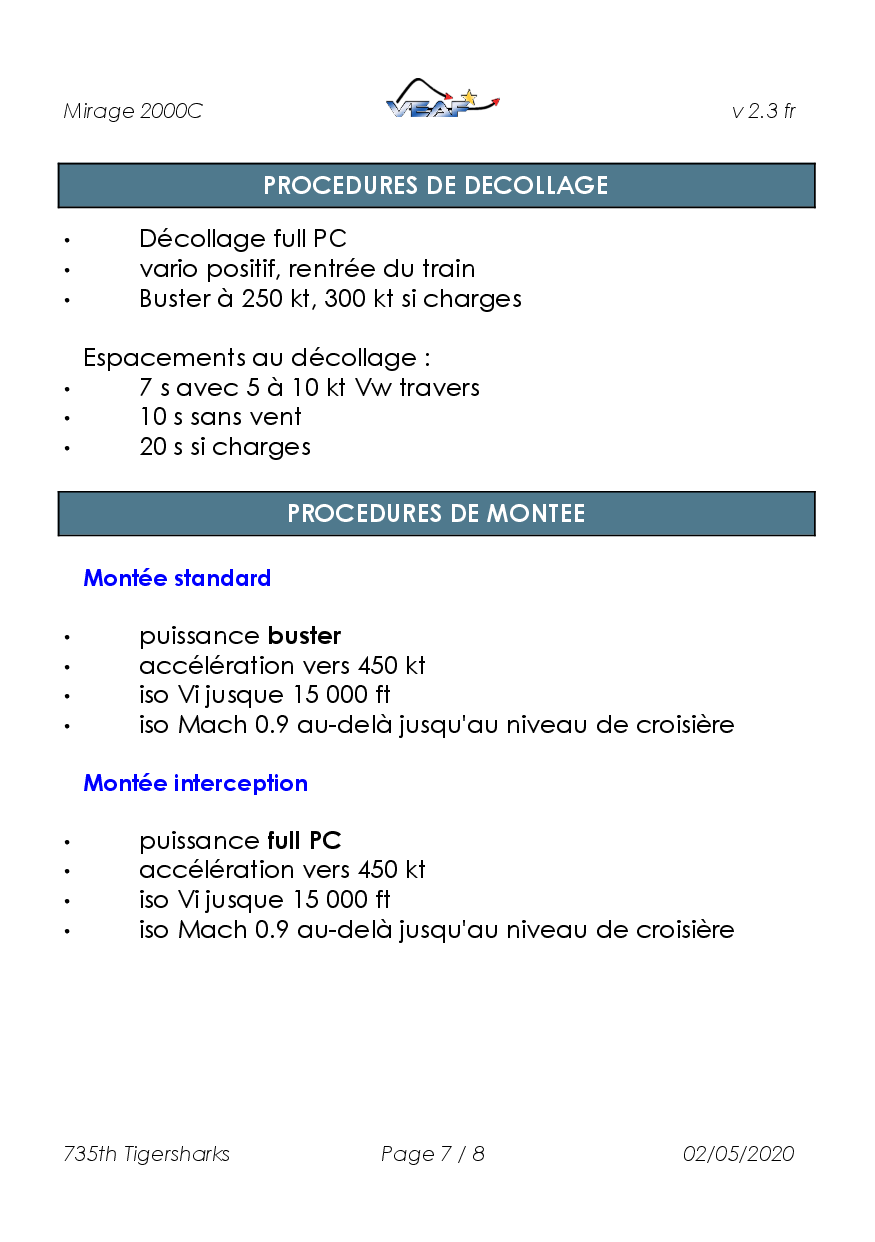 Mirage 2000C
VEAF
v 2.3 fr
PROCEDURES DE DECOLLAGE
• Décollage full PC
• vario positif, rentrée du train
• Buster à 250 kt, 300 kt si charges
Espacements au décollage :
• 7 s avec 5 à 10 kt Vw travers
• 10 s sans vent
• 20 s si charges
PROCEDURES DE MONTEE
Montée standard
• puissance buster
• accélération vers 450 kt
• iso Vi jusque 15 000 ft
• iso Mach 0.9 au-delà jusqu'au niveau de croisière
Montée interception
• puissance full PC
• accélération vers 450 kt
• iso Vi jusque 15 000 ft
• iso Mach 0.9 au-delà jusqu'au niveau de croisière
735th Tigersharks
Page 7 / 8
02/05/2020